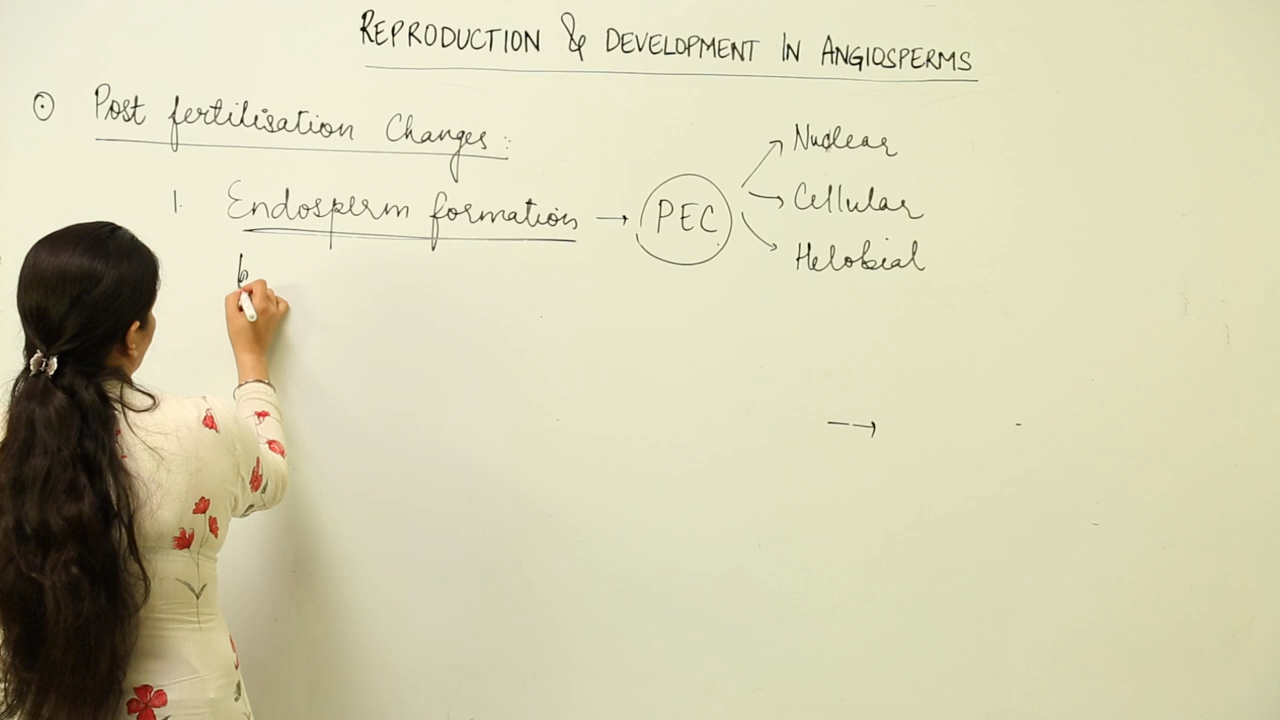 REPRODUCTION & DEVELOPMENT IN ANGIOSPERMS
Post fertilisation Changes:
1. Endosperm formation → PEC
Nuclear
Cellular
Helobial